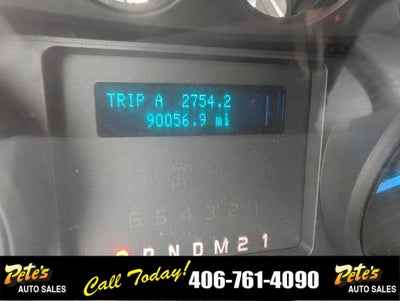 TRIP A 2754.2
90056.9 mi
6 5 4 3 2 1
R N D M 2 1
Pete's
AUTO SALES
Call Today! 406-761-4090
Pete's
AUTO SALES